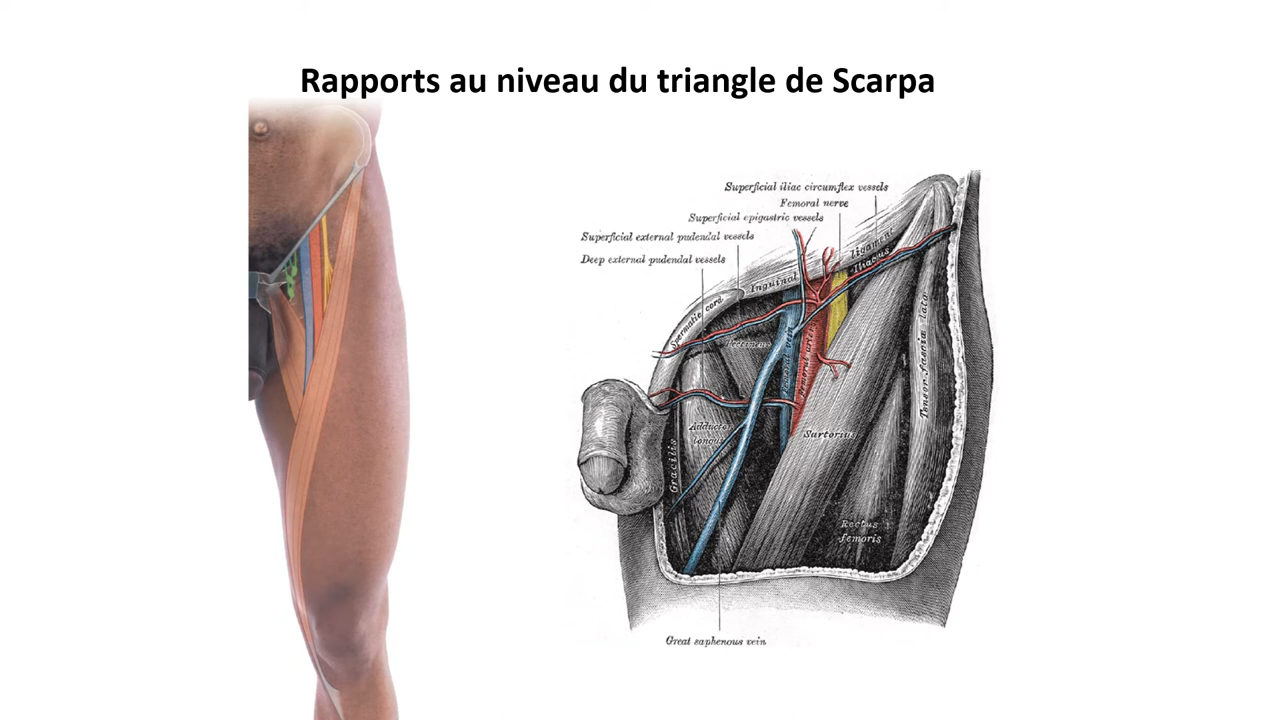 Rapports au niveau du triangle de Scarpa
Superficial iliac circumflex vessels
Femoral nerve
Superficial epigastric vessels
Superficial external pudendal vessels
Deep external pudendal vessels
Inguinal ligament
Iliacus
Spermatic cord
Pectineus
Femoral vein
Femoral artery
Tensor fasciæ latæ
Adductor
longus
Sartorius
Gracilis
Rectus
femoris
Great saphenous vein